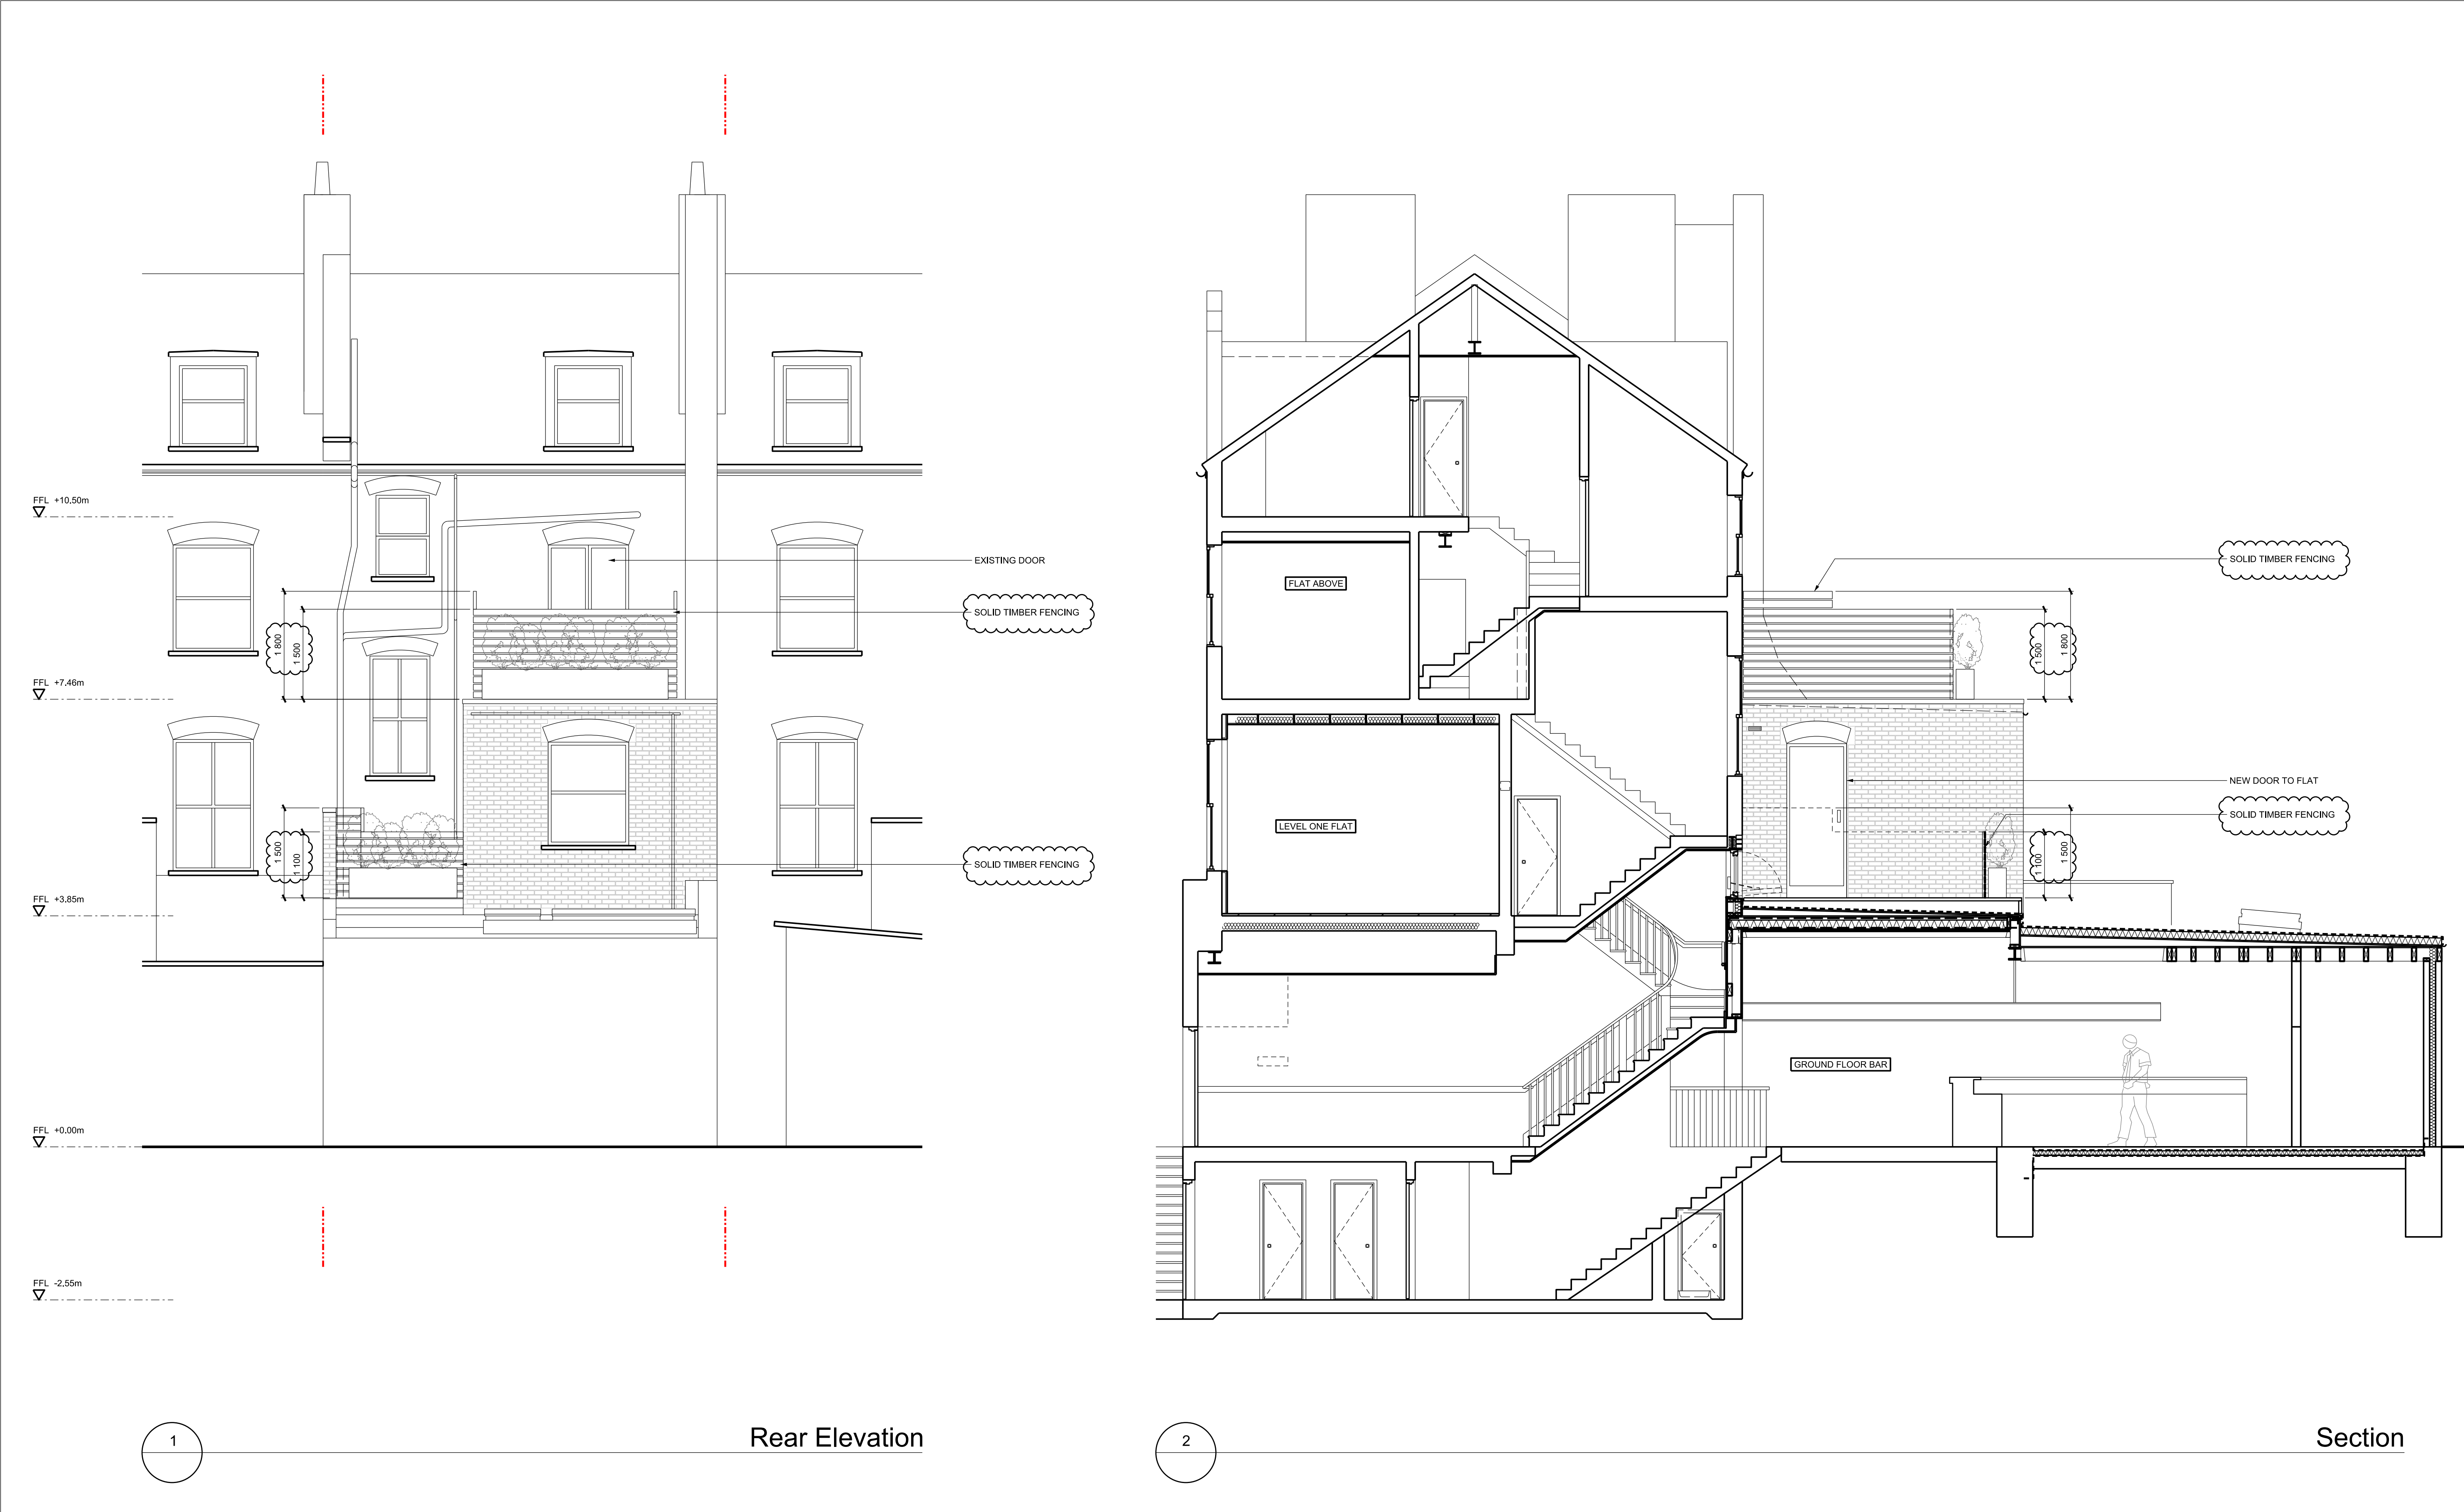 FFL +10,50m
EXISTING DOOR
SOLID TIMBER FENCING
1 800
1 500
FFL +7.46m
1 500
1 100
SOLID TIMBER FENCING
FFL +3,85m
FFL +0,00m
FFL -2,55m
1
Rear Elevation
SOLID TIMBER FENCING
FLAT ABOVE
1 500
1 800
NEW DOOR TO FLAT
SOLID TIMBER FENCING
LEVEL ONE FLAT
1 100
1 500
GROUND FLOOR BAR
2
Section